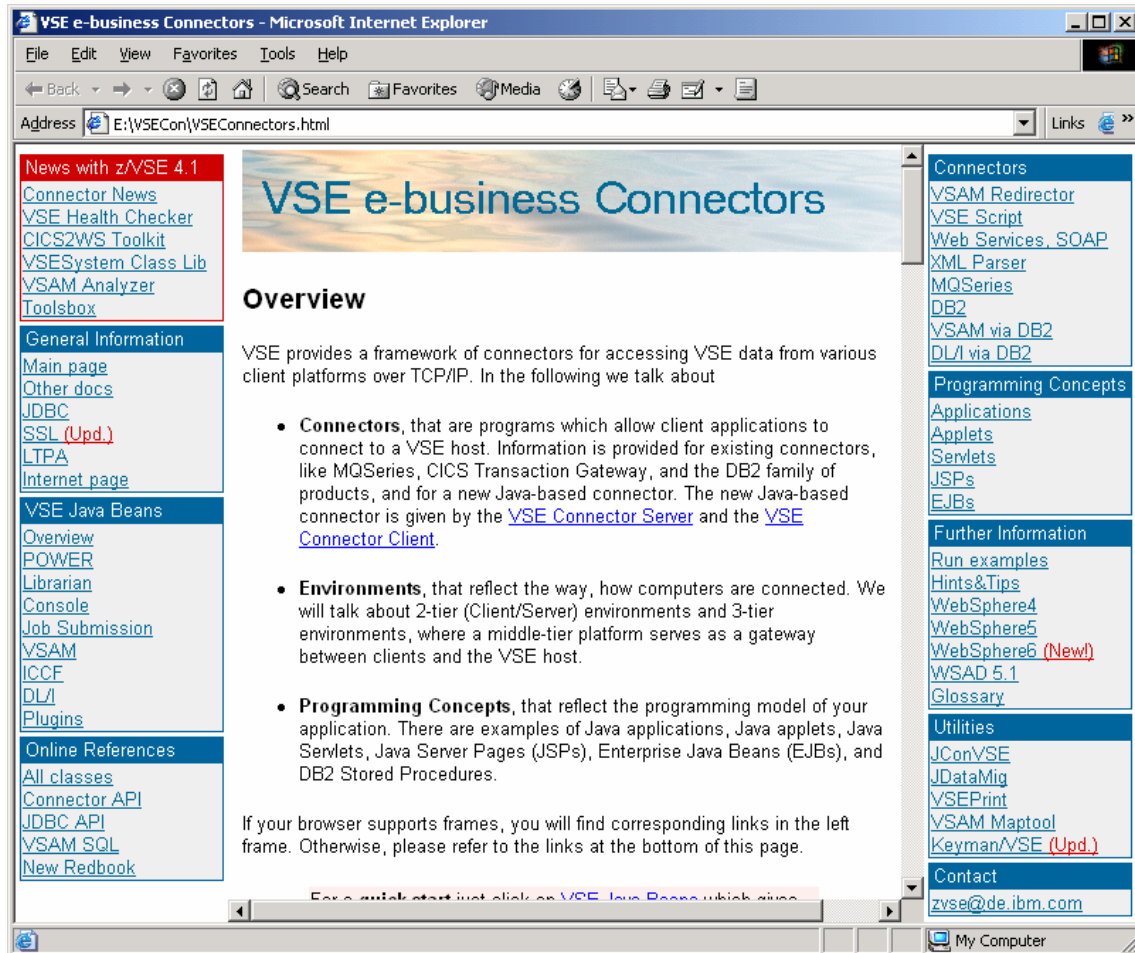 VSE e-business Connectors - Microsoft Internet Explorer
File Edit View Favorites Tools Help
Back Search Favorites Media
Address E:\VSECon\VSEConnectors.html Links »
News with z/VSE 4.1
Connector News
VSE Health Checker
CICS2WS Toolkit
VSESystem Class Lib
VSAM Analyzer
Toolsbox
General Information
Main page
Other docs
JDBC
SSL (Upd.)
LTPA
Internet page
VSE Java Beans
Overview
POWER
Librarian
Console
Job Submission
VSAM
ICCF
DL/I
Plugins
Online References
All classes
Connector API
JDBC API
VSAM SQL
New Redbook
VSE e-business Connectors
Overview
VSE provides a framework of connectors for accessing VSE data from various
client platforms over TCP/IP. In the following we talk about
• Connectors, that are programs which allow client applications to
connect to a VSE host. Information is provided for existing connectors,
like MQSeries, CICS Transaction Gateway, and the DB2 family of
products, and for a new Java-based connector. The new Java-based
connector is given by the VSE Connector Server and the VSE
Connector Client.
• Environments, that reflect the way, how computers are connected. We
will talk about 2-tier (Client/Server) environments and 3-tier
environments, where a middle-tier platform serves as a gateway
between clients and the VSE host.
• Programming Concepts, that reflect the programming model of your
application. There are examples of Java applications, Java applets, Java
Servlets, Java Server Pages (JSPs), Enterprise Java Beans (EJBs), and
DB2 Stored Procedures.
If your browser supports frames, you will find corresponding links in the left
frame. Otherwise, please refer to the links at the bottom of this page.
For a quick start just click on VSE Java Beans which gives
Connectors
VSAM Redirector
VSE Script
Web Services, SOAP
XML Parser
MQSeries
DB2
VSAM via DB2
DL/I via DB2
Programming Concepts
Applications
Applets
Servlets
JSPs
EJBs
Further Information
Run examples
Hints&Tips
WebSphere4
WebSphere5
WebSphere6 (New!)
WSAD 5.1
Glossary
Utilities
JConVSE
JDataMig
VSEPrint
VSAM Maptool
Keyman/VSE (Upd.)
Contact
zvse@de.ibm.com
My Computer